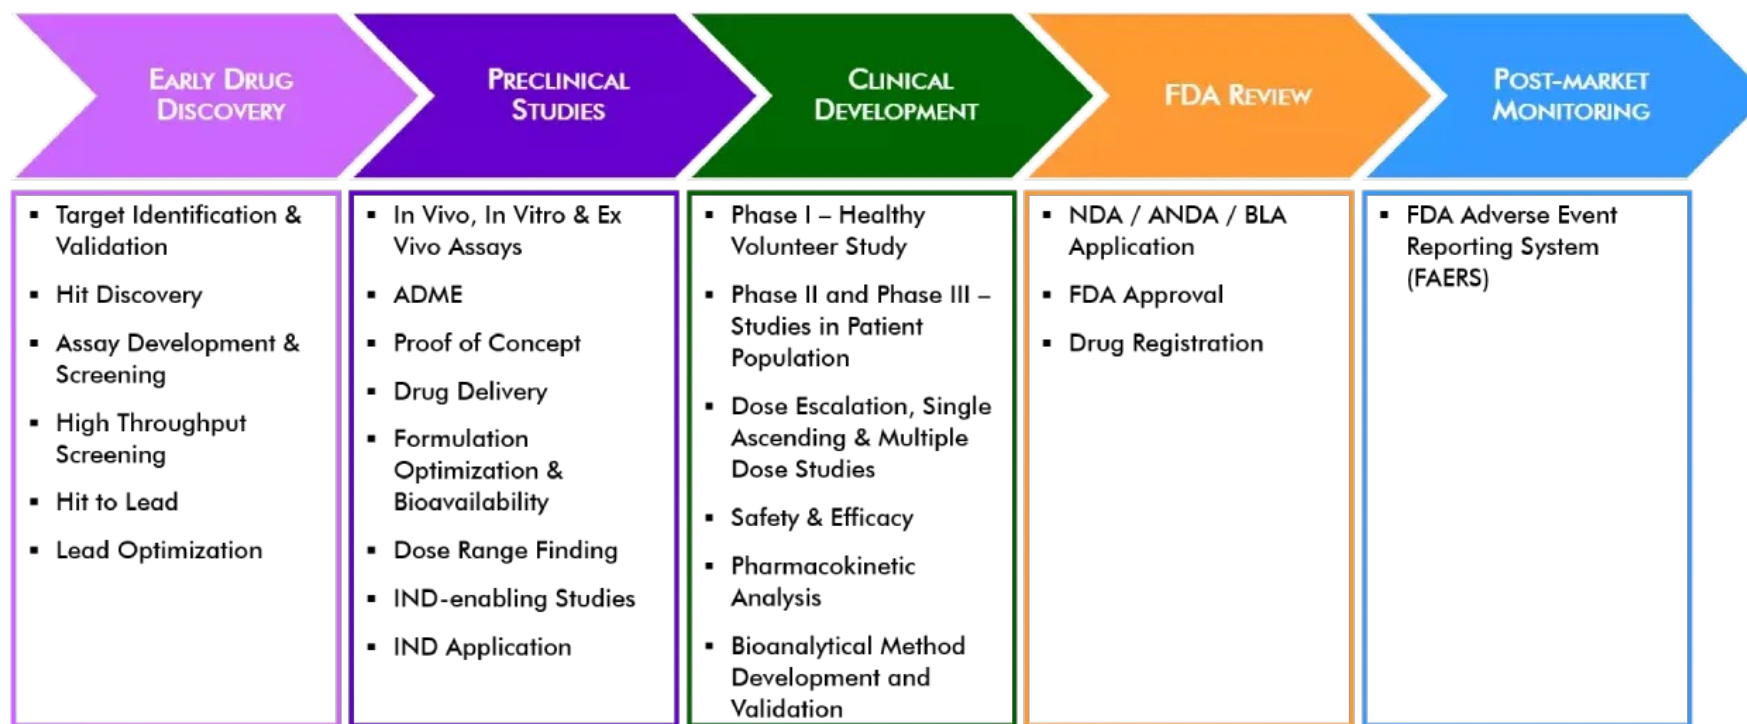 EARLY DRUG
DISCOVERY
PRECLINICAL
STUDIES
CLINICAL
DEVELOPMENT
FDA REVIEW
POST-MARKET
MONITORING
▪ Target Identification &
Validation
▪ Hit Discovery
▪ Assay Development &
Screening
▪ High Throughput
Screening
▪ Hit to Lead
▪ Lead Optimization
▪ In Vivo, In Vitro & Ex
Vivo Assays
▪ ADME
▪ Proof of Concept
▪ Drug Delivery
▪ Formulation
Optimization &
Bioavailability
▪ Dose Range Finding
▪ IND-enabling Studies
▪ IND Application
▪ Phase I – Healthy
Volunteer Study
▪ Phase II and Phase III –
Studies in Patient
Population
▪ Dose Escalation, Single
Ascending & Multiple
Dose Studies
▪ Safety & Efficacy
▪ Pharmacokinetic
Analysis
▪ Bioanalytical Method
Development and
Validation
▪ NDA / ANDA / BLA
Application
▪ FDA Approval
▪ Drug Registration
▪ FDA Adverse Event
Reporting System
(FAERS)